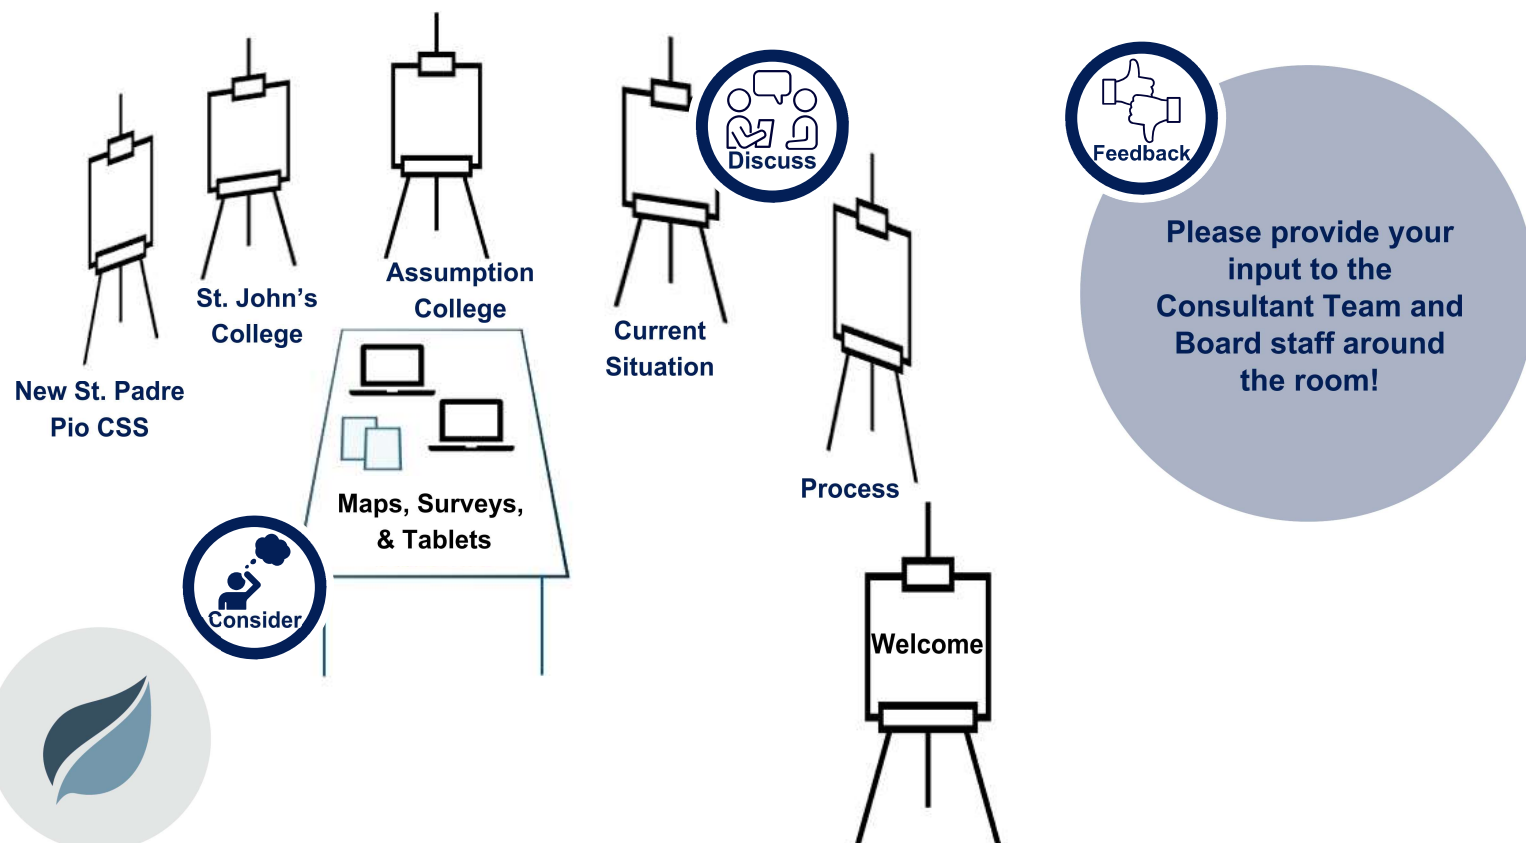 Discuss
Feedback
Please provide your
input to the
Consultant Team and
Board staff around
the room!
Assumption
College
St. John's
College
Current
Situation
New St. Padre
Pio CSS
Process
Maps, Surveys,
& Tablets
Consider
Welcome